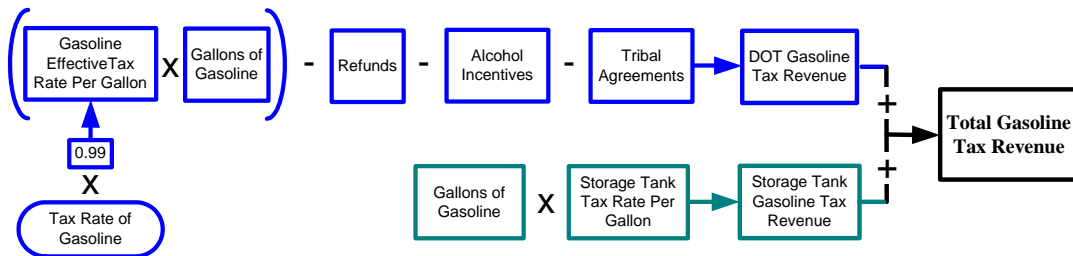 Gasoline
EffectiveTax
Rate Per Gallon
X
Gallons of
Gasoline
-
Refunds
-
Alcohol
Incentives
-
Tribal
Agreements
DOT Gasoline
Tax Revenue
+
0.99
X
Tax Rate of
Gasoline
Gallons of
Gasoline
X
Storage Tank
Tax Rate Per
Gallon
Storage Tank
Gasoline Tax
Revenue
+
Total Gasoline
Tax Revenue